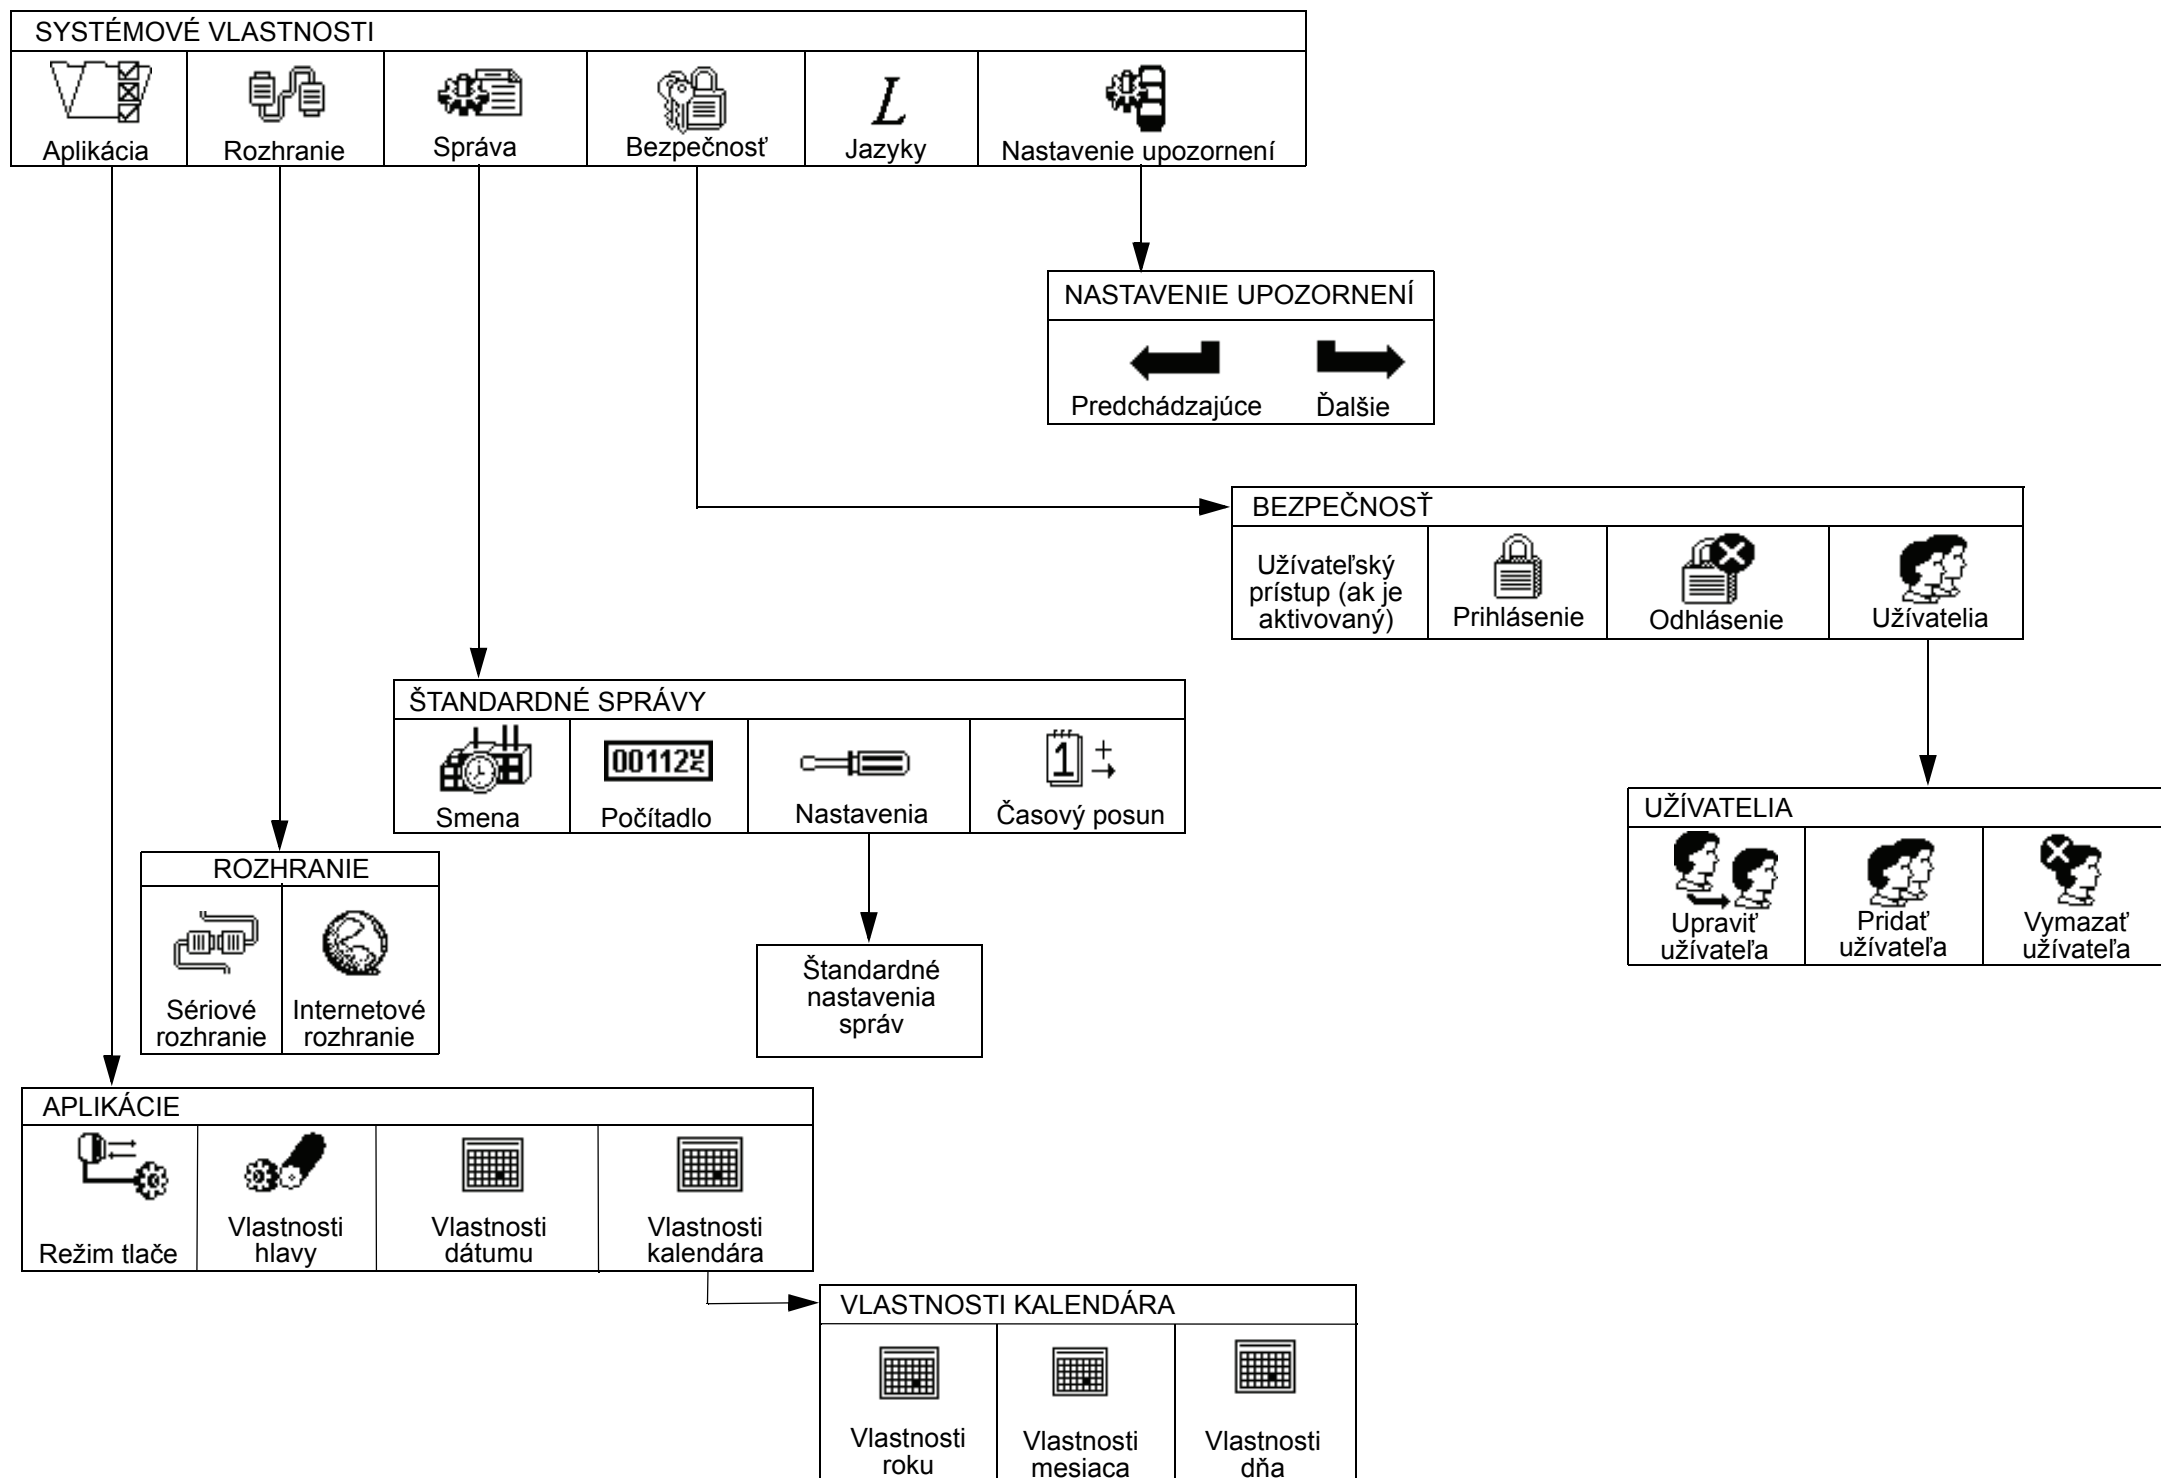 SYSTÉMOVÉ VLASTNOSTI
Aplikácia
Rozhranie
Správa
Bezpečnosť
L
Jazyky
Nastavenie upozornení
NASTAVENIE UPOZORNENÍ
Predchádzajúce
Ďalšie
BEZPEČNOSŤ
Užívateľský
prístup (ak je
aktivovaný)
Prihlásenie
Odhlásenie
Užívatelia
ŠTANDARDNÉ SPRÁVY
Smena
00112
Počítadlo
Nastavenia
1
Časový posun
UŽÍVATELIA
Upraviť
užívateľa
Pridať
užívateľa
Vymazať
užívateľa
ROZHRANIE
Sériové
rozhranie
Internetové
rozhranie
Štandardné
nastavenia
správ
APLIKÁCIE
Režim tlače
Vlastnosti
hlavy
Vlastnosti
dátumu
Vlastnosti
kalendára
VLASTNOSTI KALENDÁRA
Vlastnosti
roku
Vlastnosti
mesiaca
Vlastnosti
dňa